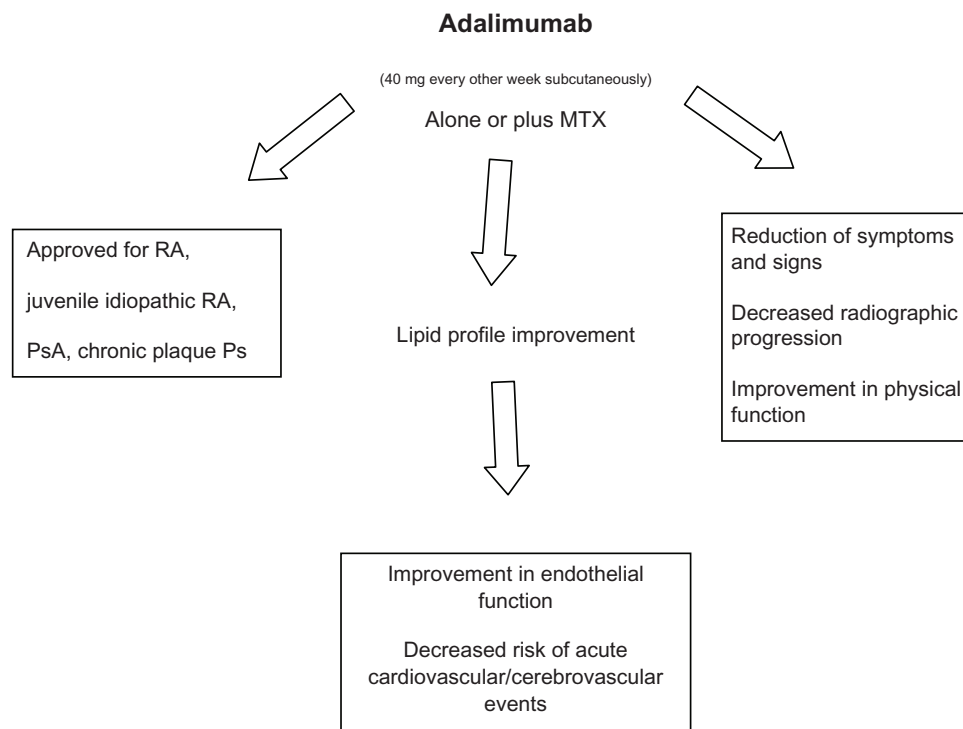 Adalimumab
(40 mg every other week subcutaneously)
Alone or plus MTX
Approved for RA,
juvenile idiopathic RA,
PsA, chronic plaque Ps
Lipid profile improvement
Reduction of symptoms
and signs
Decreased radiographic
progression
Improvement in physical
function
Improvement in endothelial
function
Decreased risk of acute
cardiovascular/cerebrovascular
events